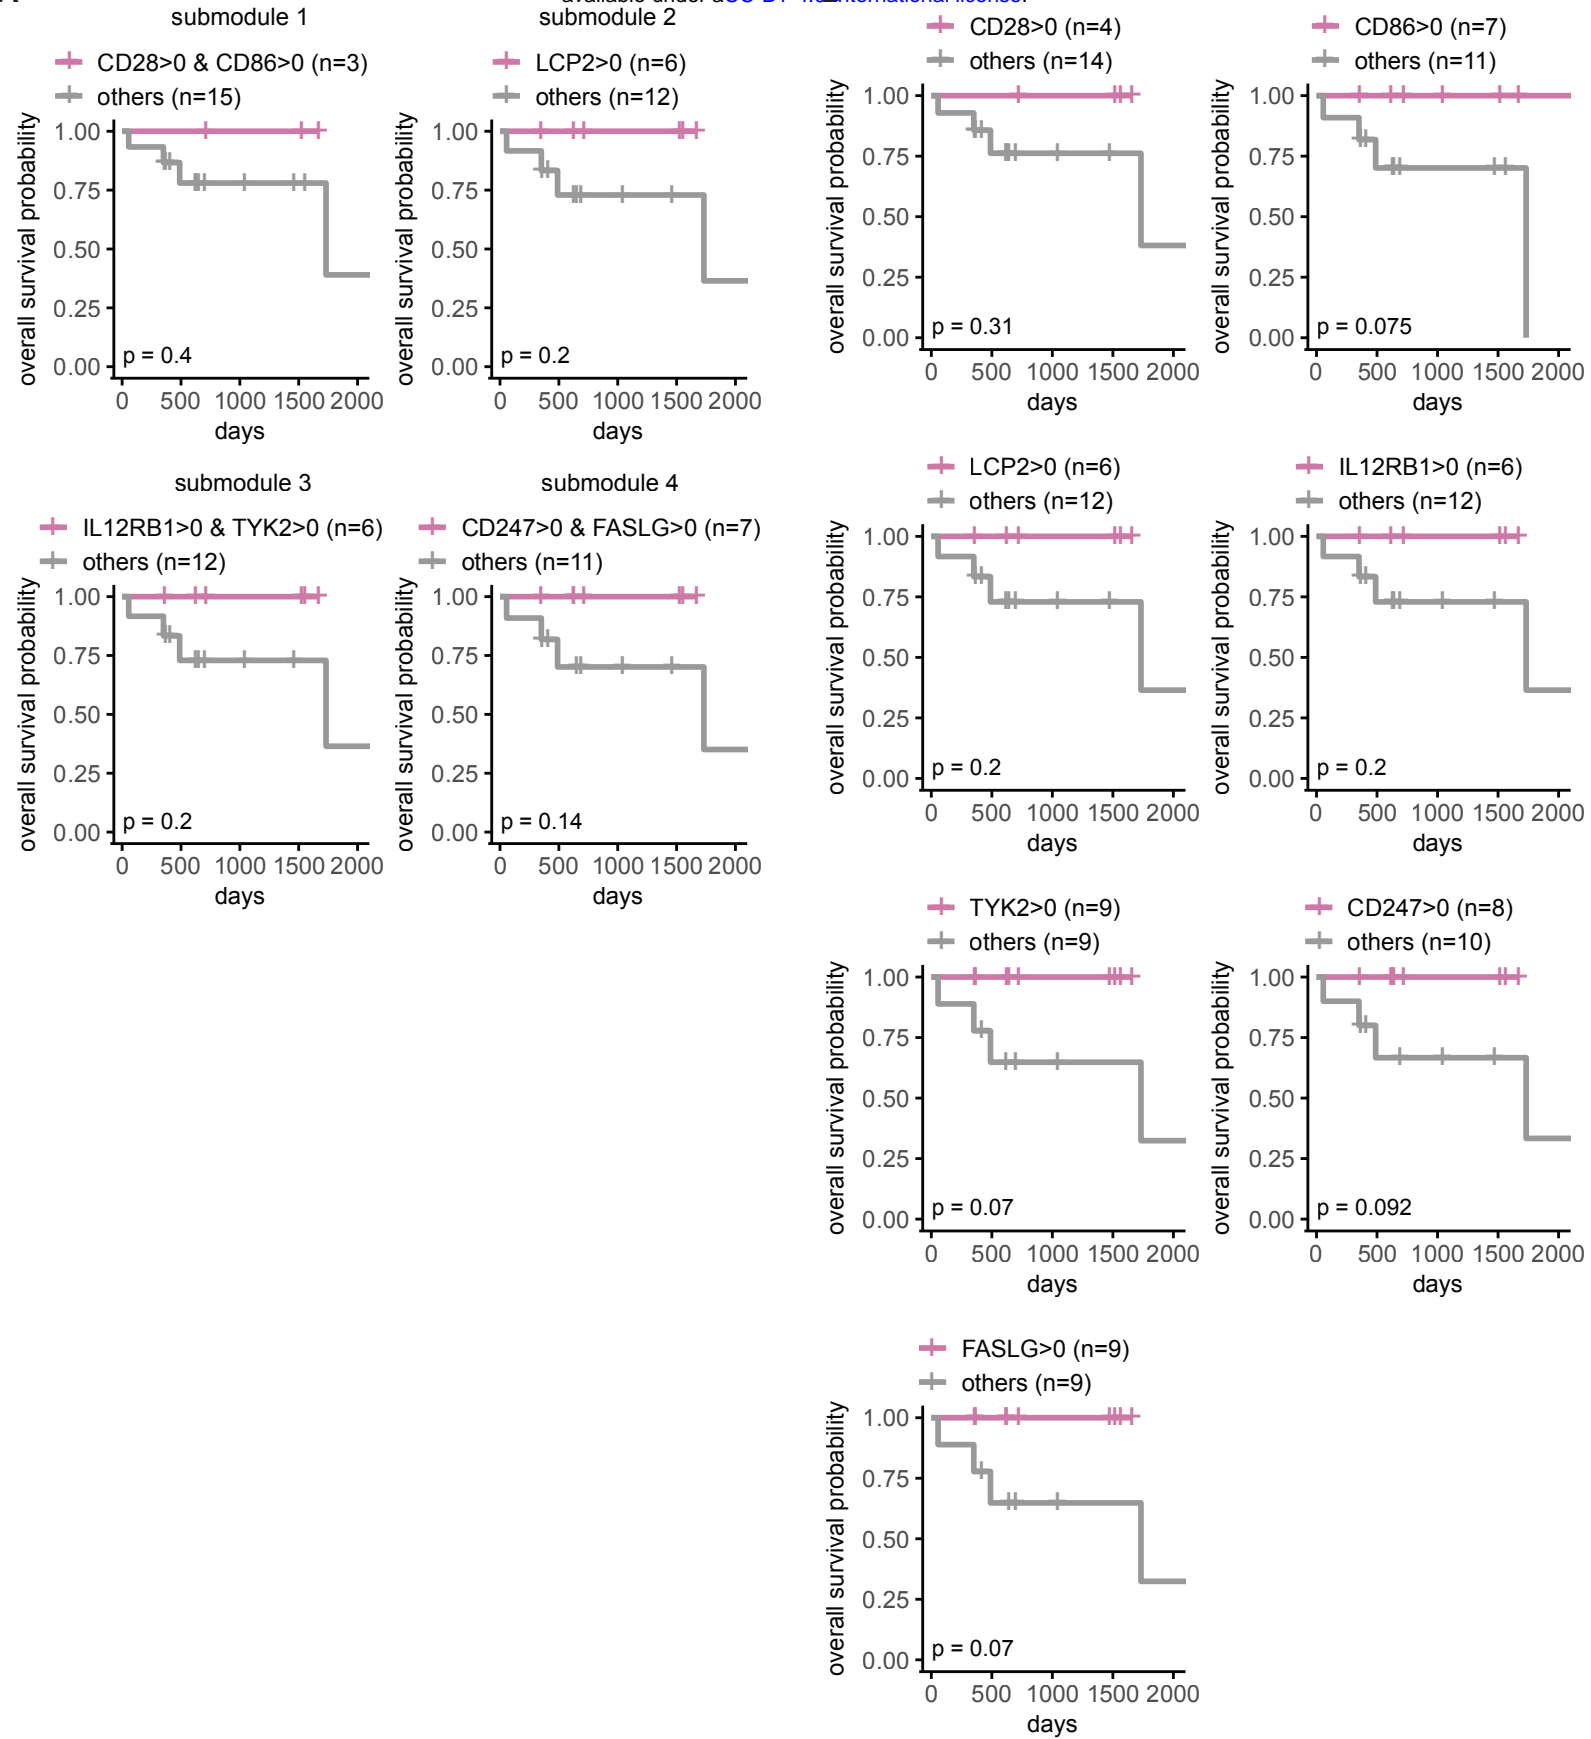 submodule 1
CD28>0 & CD86>0 (n=3)
others (n=15)
overall survival probability
1.00
0.75
0.50
0.25
0.00
p = 0.4
0 500 1000 1500 2000
days
submodule 2
LCP2>0 (n=6)
others (n=12)
overall survival probability
1.00
0.75
0.50
0.25
0.00
p = 0.2
0 500 1000 1500 2000
days
submodule 3
IL12RB1>0 & TYK2>0 (n=6)
others (n=12)
overall survival probability
1.00
0.75
0.50
0.25
0.00
p = 0.2
0 500 1000 1500 2000
days
submodule 4
CD247>0 & FASLG>0 (n=7)
others (n=11)
overall survival probability
1.00
0.75
0.50
0.25
0.00
p = 0.14
0 500 1000 1500 2000
days
CD28>0 (n=4)
others (n=14)
overall survival probability
1.00
0.75
0.50
0.25
0.00
p = 0.31
0 500 1000 1500 2000
days
CD86>0 (n=7)
others (n=11)
overall survival probability
1.00
0.75
0.50
0.25
0.00
p = 0.075
0 500 1000 1500 2000
days
LCP2>0 (n=6)
others (n=12)
overall survival probability
1.00
0.75
0.50
0.25
0.00
p = 0.2
0 500 1000 1500 2000
days
IL12RB1>0 (n=6)
others (n=12)
overall survival probability
1.00
0.75
0.50
0.25
0.00
p = 0.2
0 500 1000 1500 2000
days
TYK2>0 (n=9)
others (n=9)
overall survival probability
1.00
0.75
0.50
0.25
0.00
p = 0.07
0 500 1000 1500 2000
days
CD247>0 (n=8)
others (n=10)
overall survival probability
1.00
0.75
0.50
0.25
0.00
p = 0.092
0 500 1000 1500 2000
days
FASLG>0 (n=9)
others (n=9)
overall survival probability
1.00
0.75
0.50
0.25
0.00
p = 0.07
0 500 1000 1500 2000
days